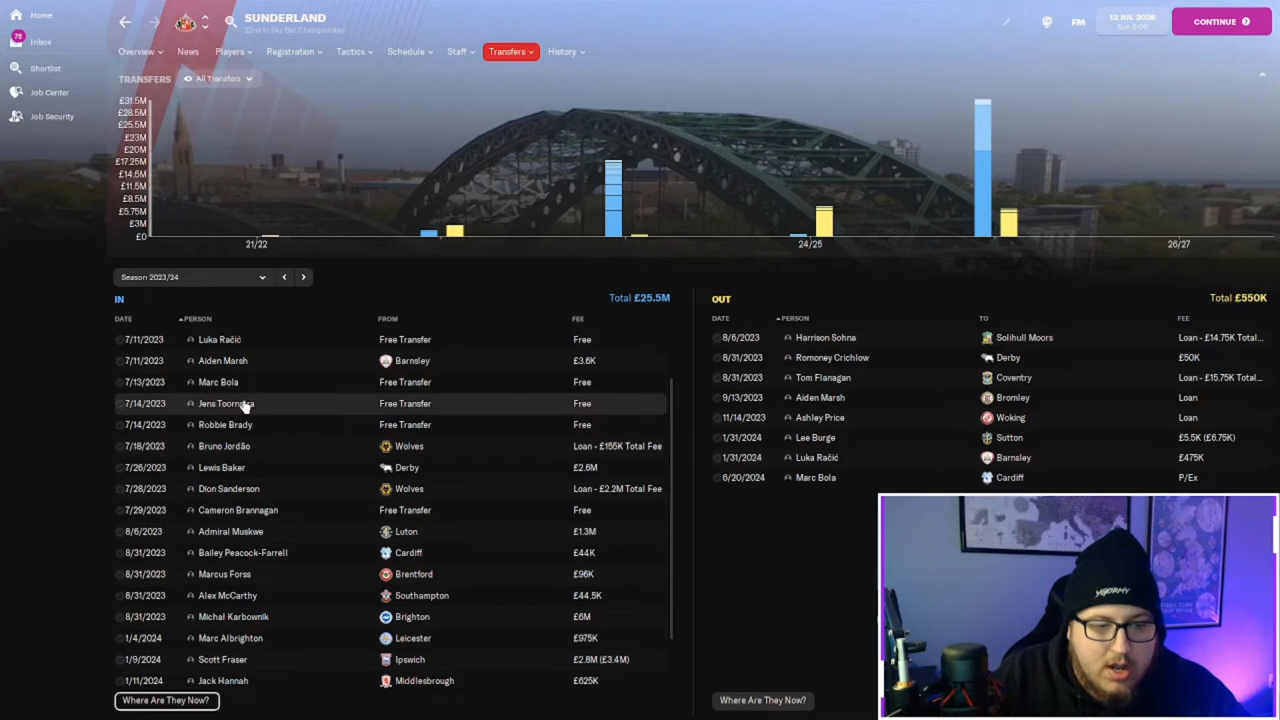 Home
SUNDERLAND
22nd in Sky Bet Championship
FM
12 JUL 2026
SUN 0:00
CONTINUE
76
Inbox
Overview
News
Players
Registration
Tactics
Schedule
Staff
Transfers
History
Shortlist
Job Center
Job Security
TRANSFERS
All Transfers
£31.5M
£28.5M
£25.5M
£23M
£20M
£17.25M
£14.5M
£11.5M
£8.5M
£5.75M
£3M
£0
21/22
24/25
26/27
Season 2023/24
IN
Total £25.5M
DATE PERSON FROM FEE
7/11/2023 Luka Račić Free Transfer Free
7/11/2023 Aiden Marsh Barnsley £3.6K
7/13/2023 Marc Bola Free Transfer Free
7/14/2023 Jens Toornstra Free Transfer Free
7/14/2023 Robbie Brady Free Transfer Free
7/18/2023 Bruno Jordão Wolves Loan - £155K Total Fee
7/26/2023 Lewis Baker Derby £2.6M
7/28/2023 Dion Sanderson Wolves Loan - £2.2M Total Fee
7/29/2023 Cameron Brannagan Free Transfer Free
8/6/2023 Admiral Muskwe Luton £1.3M
8/31/2023 Bailey Peacock-Farrell Cardiff £44K
8/31/2023 Marcus Forss Brentford £96K
8/31/2023 Alex McCarthy Southampton £44.5K
8/31/2023 Michal Karbownik Brighton £6M
1/4/2024 Marc Albrighton Leicester £975K
1/9/2024 Scott Fraser Ipswich £2.8M (£3.4M)
1/11/2024 Jack Hannah Middlesbrough £625K
Where Are They Now?
OUT
Total £550K
DATE PERSON TO FEE
8/6/2023 Harrison Sohna Solihull Moors Loan - £14.75K Total...
8/31/2023 Romoney Crichlow Derby £50K
8/31/2023 Tom Flanagan Coventry Loan - £15.75K Total...
9/13/2023 Aiden Marsh Bromley Loan
11/14/2023 Ashley Price Woking Loan
1/31/2024 Lee Burge Sutton £5.5K (£6.75K)
1/31/2024 Luka Račić Barnsley £475K
6/20/2024 Marc Bola Cardiff P/Ex
Where Are They Now?